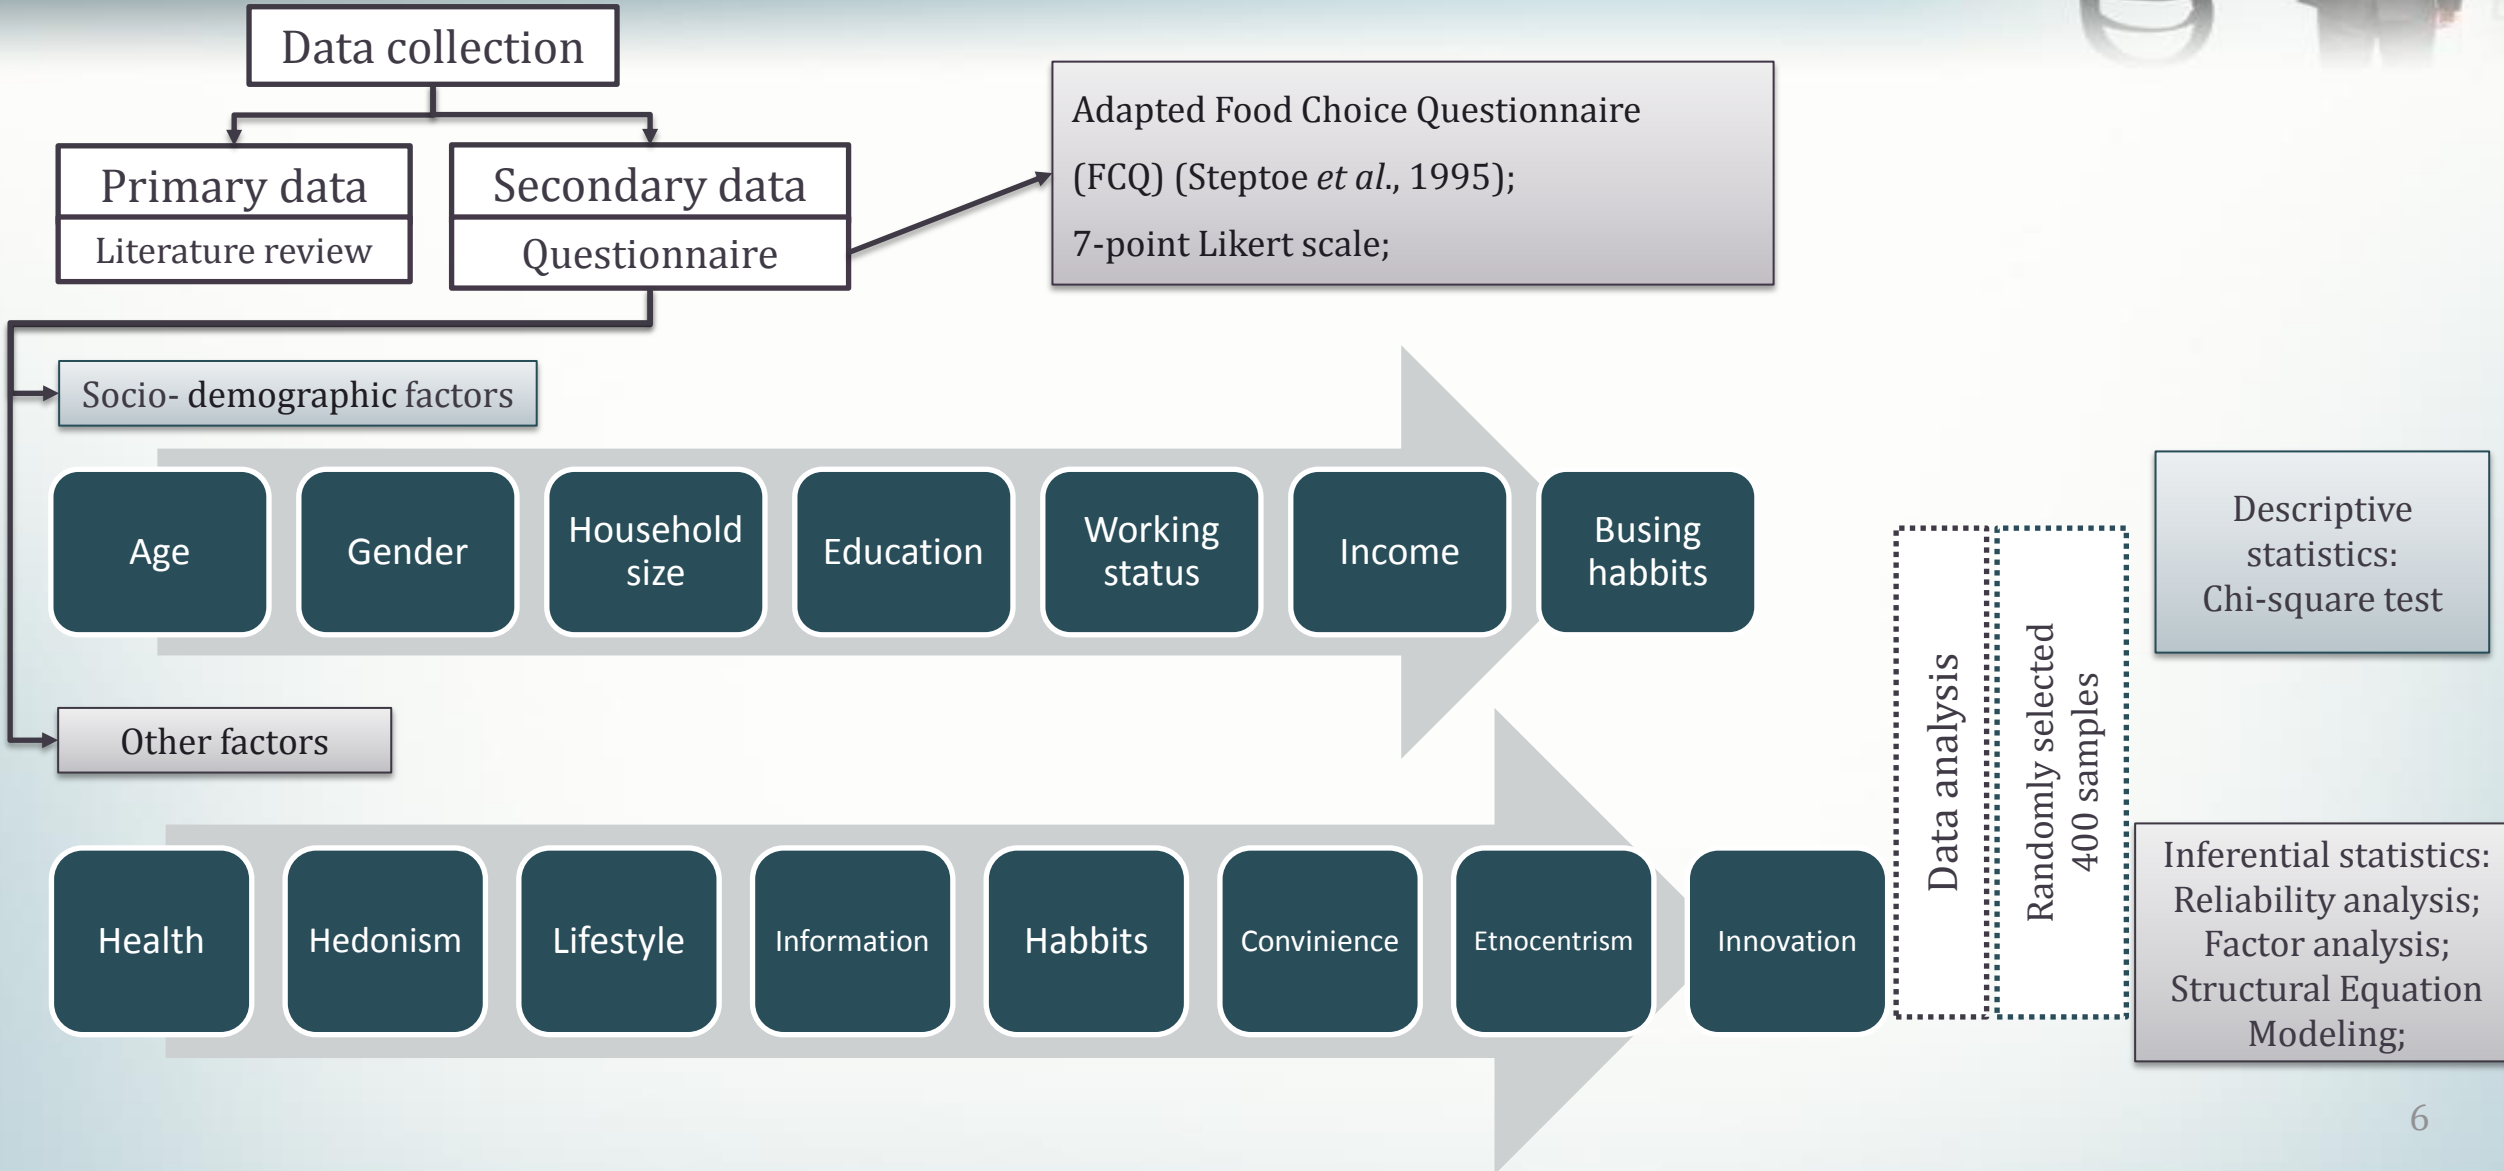 Data collection
Primary data
Literature review
Secondary data
Questionnaire
Adapted Food Choice Questionnaire
(FCQ) (Steptoe et al., 1995);
7-point Likert scale;
Socio- demographic factors
Age
Gender
Household
size
Education
Working
status
Income
Busing
habbits
Other factors
Health
Hedonism
Lifestyle
Information
Habbits
Convinience
Etnocentrism
Innovation
Data analysis
Randomly selected
400 samples
Descriptive
statistics:
Chi-square test
Inferential statistics:
Reliability analysis;
Factor analysis;
Structural Equation
Modeling;
6